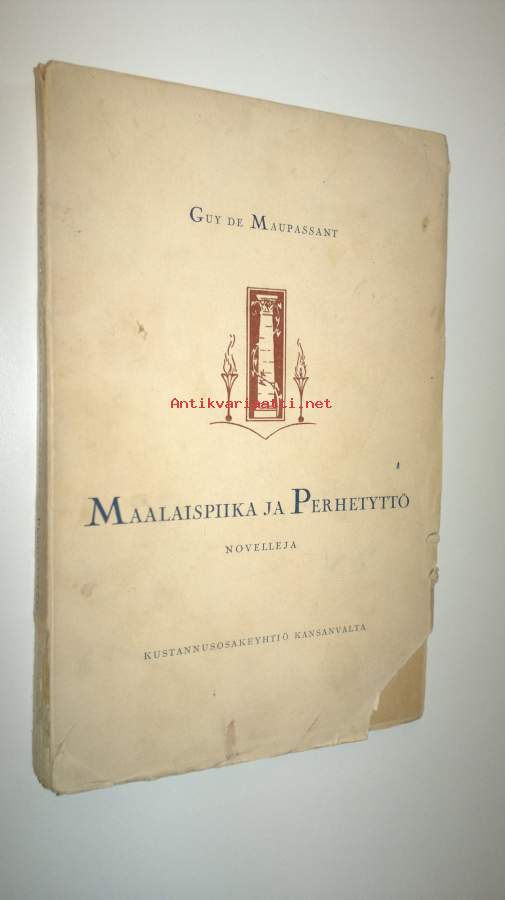 Guy de Maupassant
Antikvariaatti.net
Maalaispiika ja Perhetyttö
NOVELLEJA
KUSTANNUSOSAKEYHTIÖ KANSANVALTA